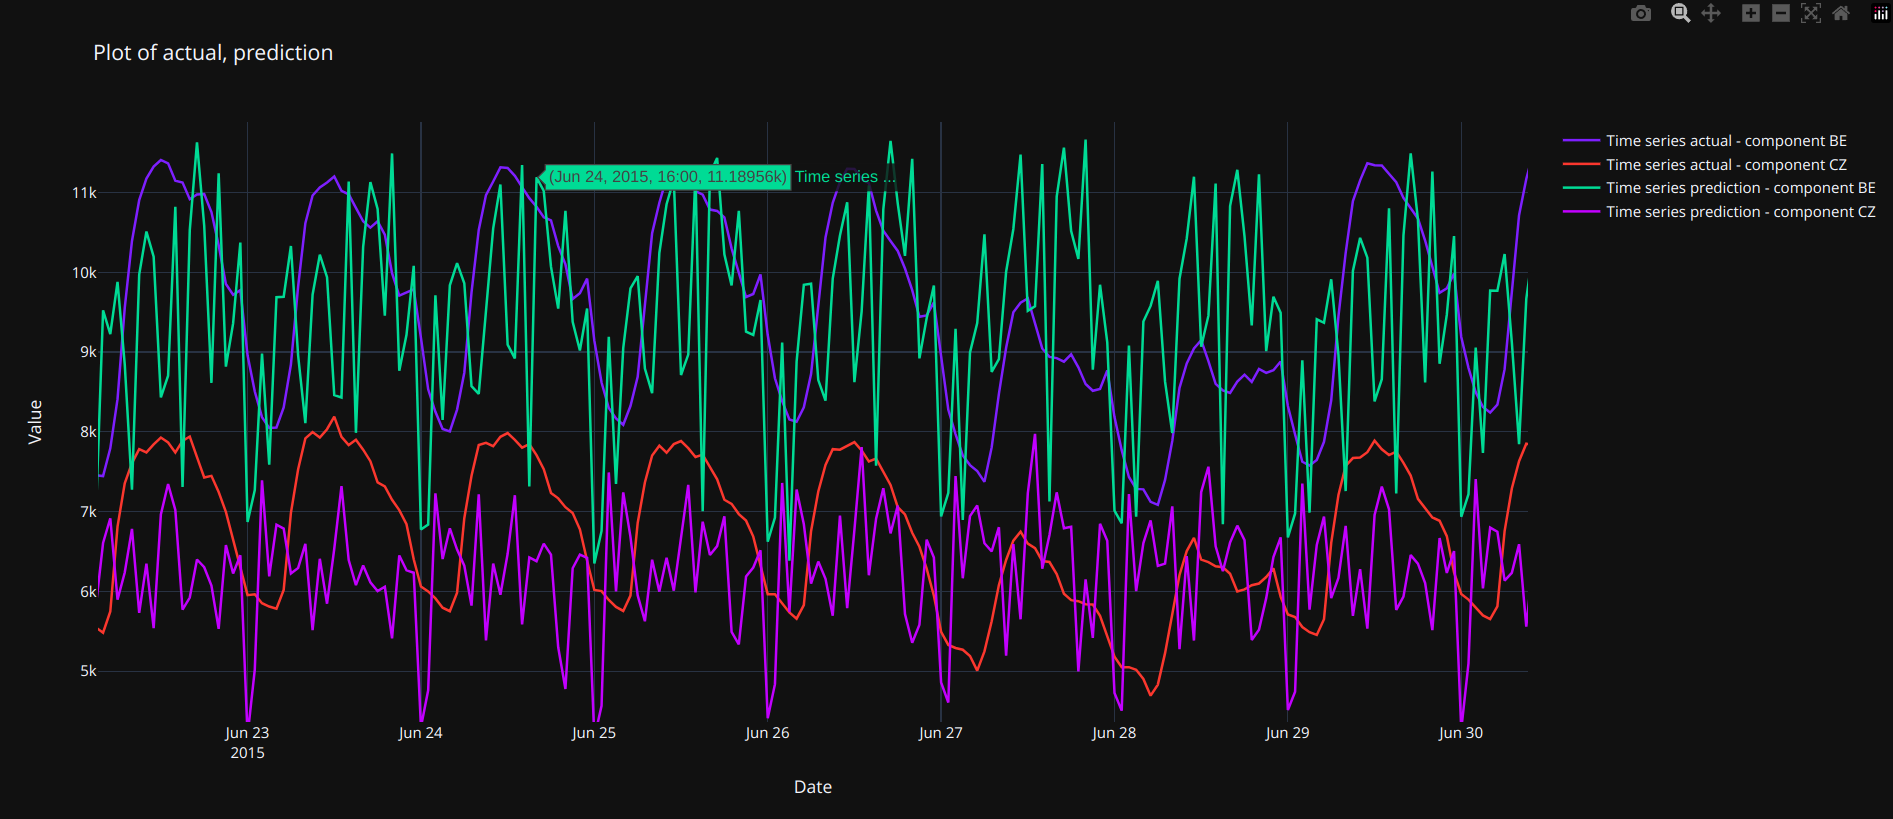 Plot of actual, prediction
Time series actual - component BE
Time series actual - component CZ
Time series prediction - component BE
Time series prediction - component CZ
(Jun 24, 2015, 16:00, 11.18956k) Time series ...
11k
10k
9k
8k
7k
6k
5k
Value
Jun 23 Jun 24 Jun 25 Jun 26 Jun 27 Jun 28 Jun 29 Jun 30
2015
Date